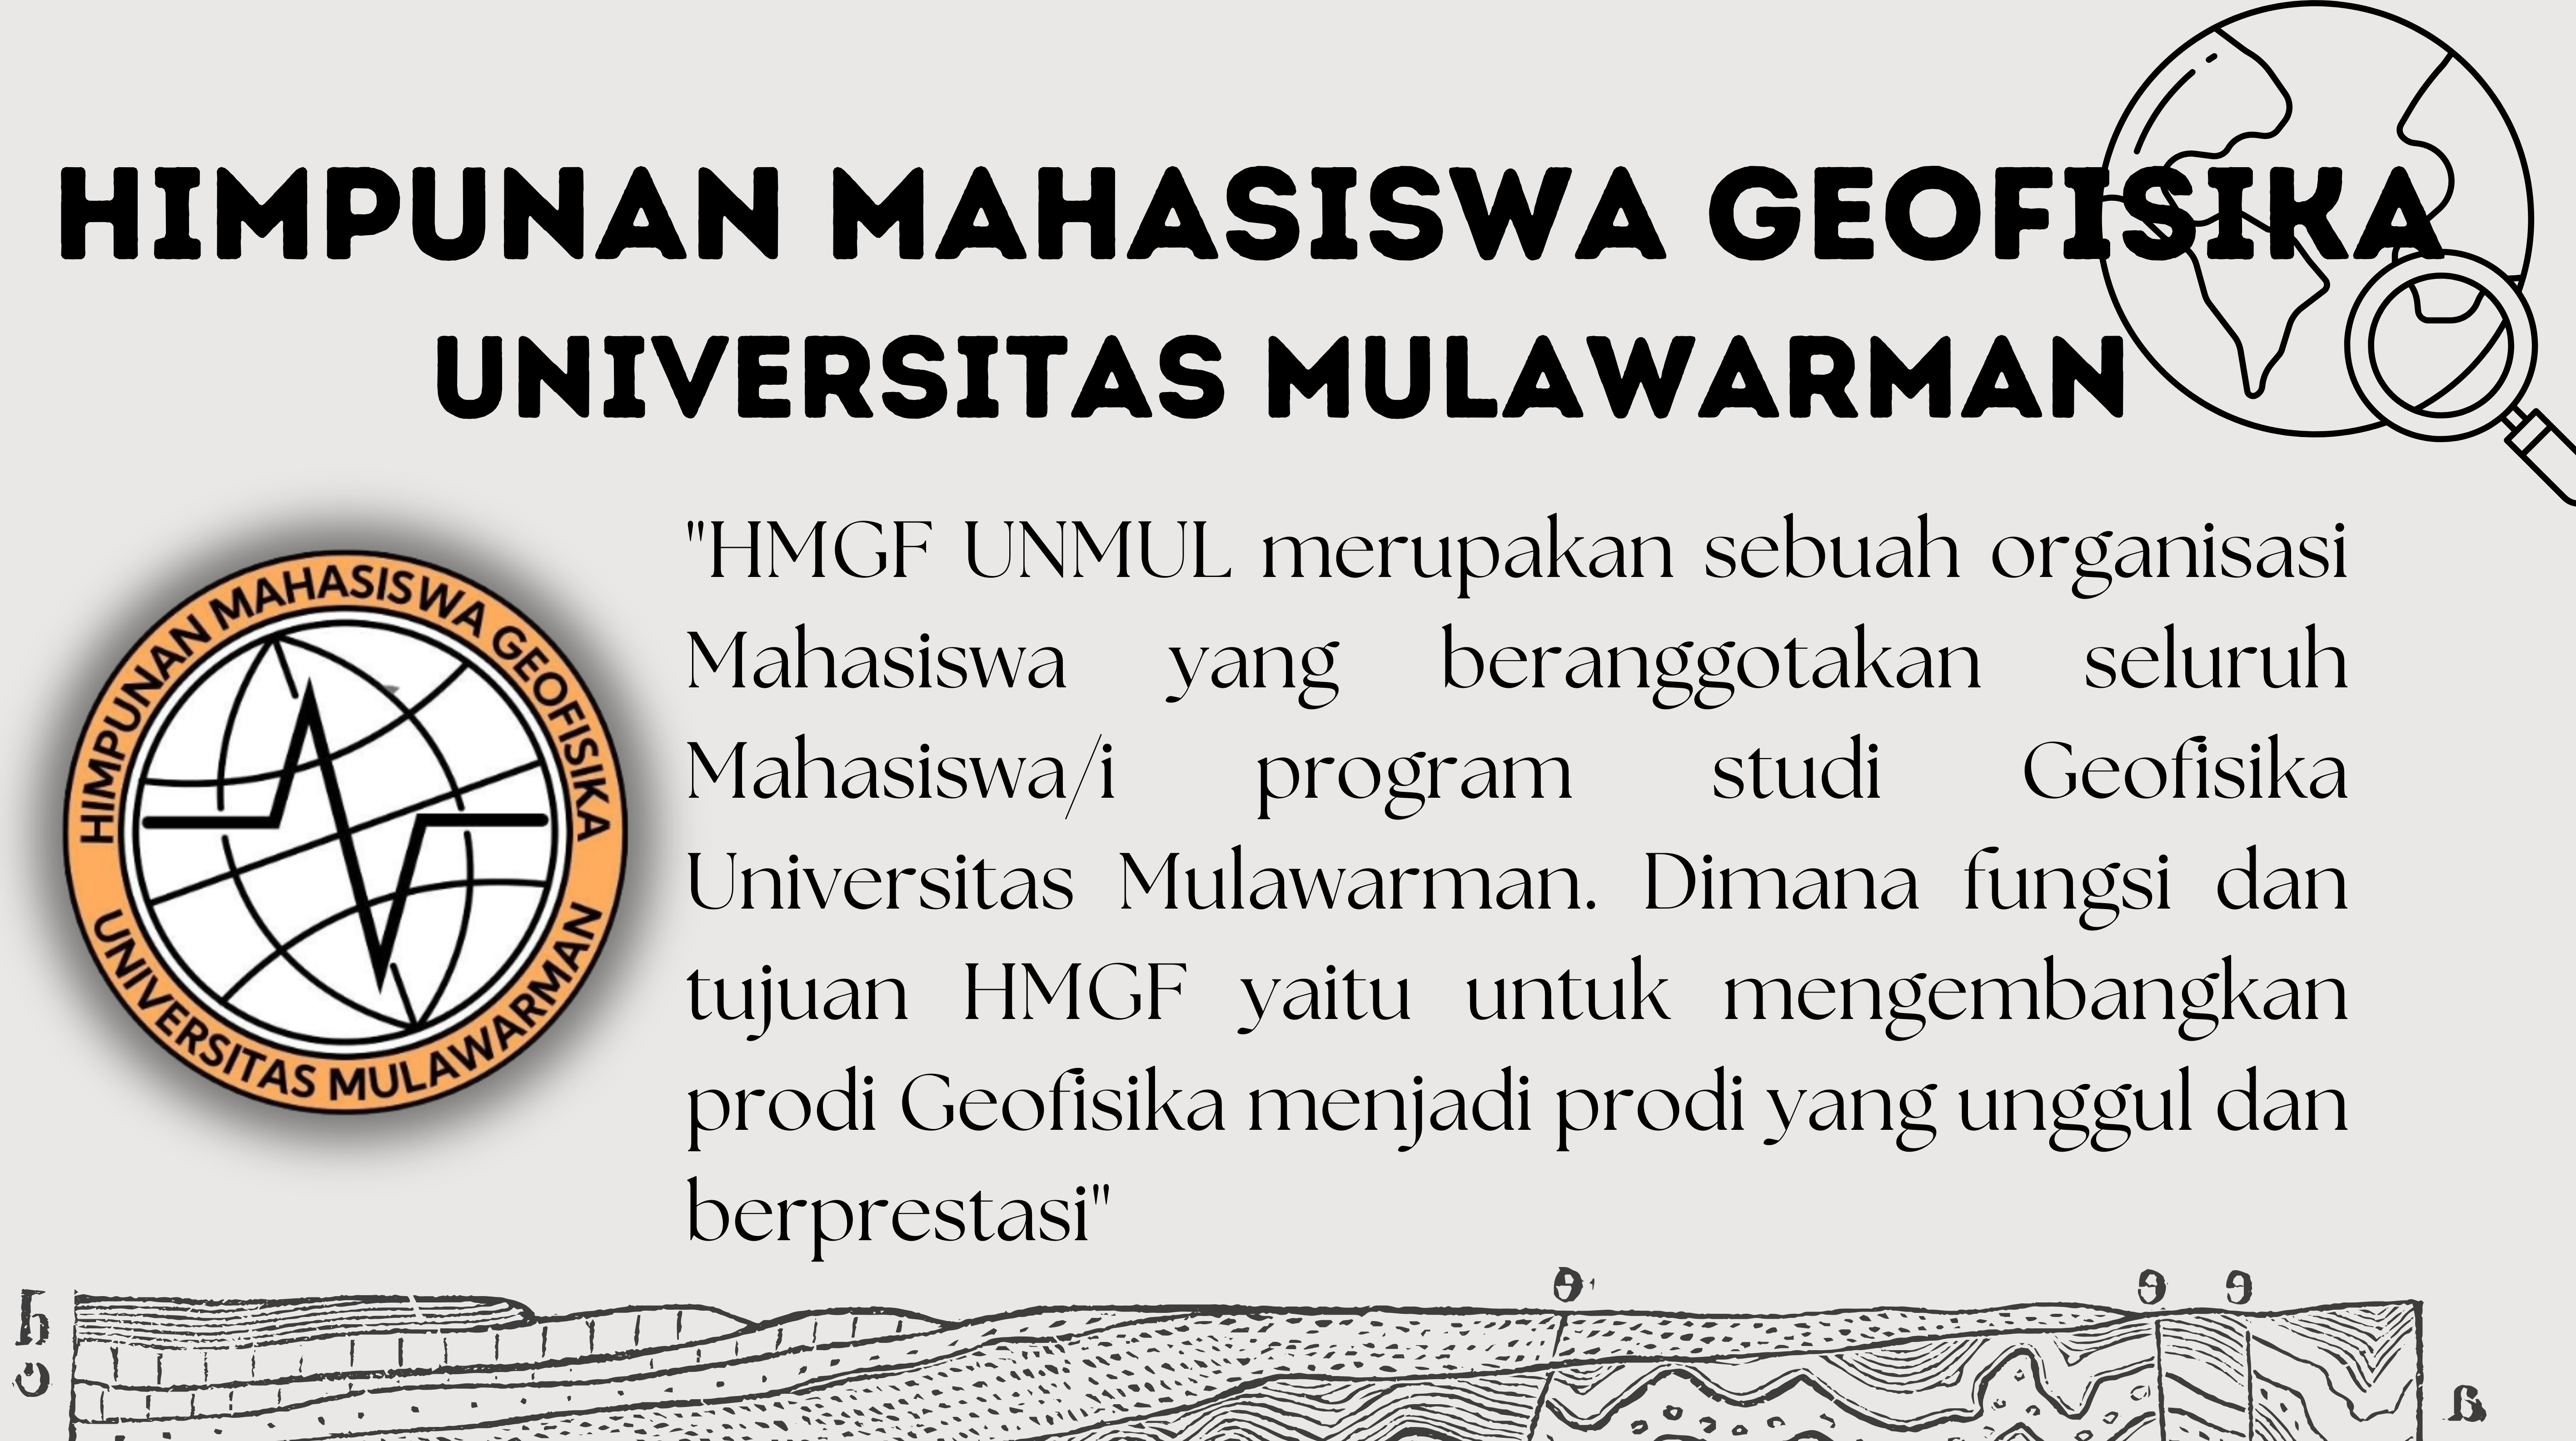 HIMPUNAN MAHASISWA GEOFISIKA
UNIVERSITAS MULAWARMAN
HIMPUNAN MAHASISWA GEOFISIKA
UNIVERSITAS MULAWARMAN
"HMGF UNMUL merupakan sebuah organisasi
Mahasiswa yang beranggotakan seluruh
Mahasiswa/i program studi Geofisika
Universitas Mulawarman. Dimana fungsi dan
tujuan HMGF yaitu untuk mengembangkan
prodi Geofisika menjadi prodi yang unggul dan
berprestasi"